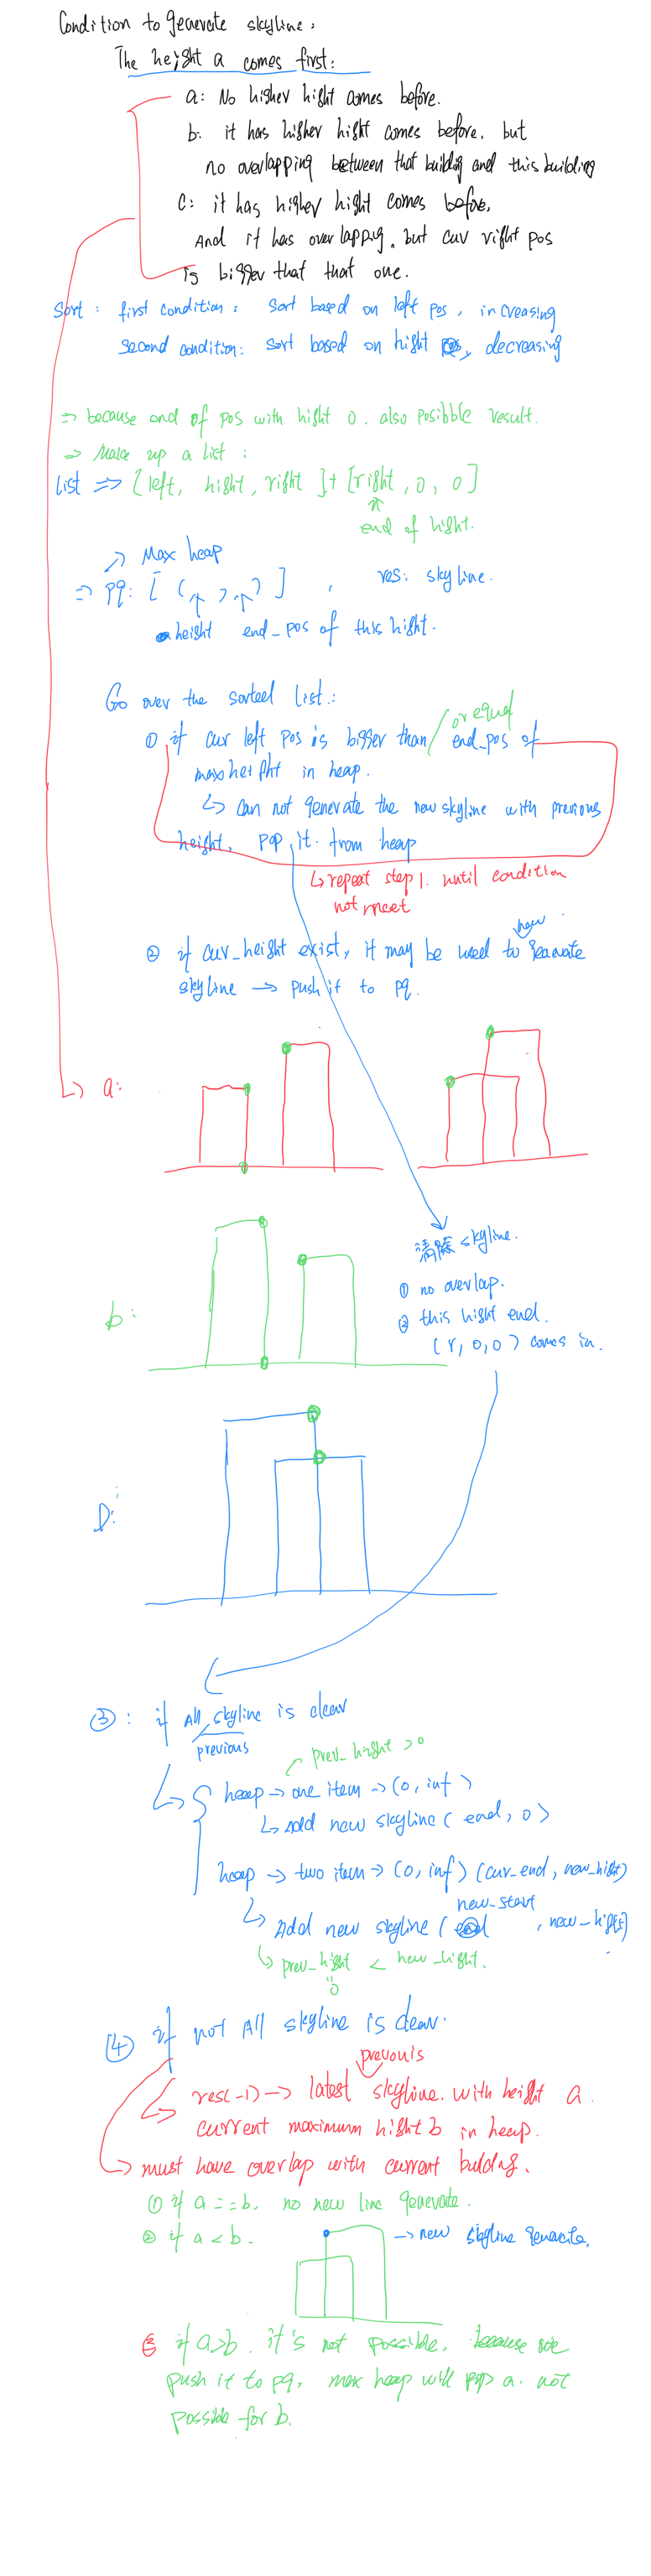 Condition to generate skyline:
The height a comes first:
a: No higher hight comes before.
b: it has higher hight comes before. but
no overlapping between that building and this building
C: it has higher hight comes before.
And it has overlappig. but cur right pos
is bigger that that one.
Sort: first condition: sort based on left pos, increasing
Second condition: sort based on hight, decreasing
⇒ because end of pos with hight 0. also posibble result.
⇒ Make up a list:
List ⇒ [left, hight, right] + [right, 0, 0]
end of hight.
Max heap
⇒ pq: [ ( , ) ] , res: skyline.
height end_pos of this hight.
Go over the sorted list:
① if cur left pos is bigger than / end_pos of
or equal
max height in heap.
↳ can not generate the new skyline with previous
height, pop it from heap
↳ repeat step 1. until condition
not meet
② if cur_height exist, it may be used to generate
new
skyline → push it to pq.
a:
清除 skyline.
① no overlap.
② this hight end.
(r, 0, 0) comes in.
b:
D:
③: if All skyline is clear
previous
prev_hight > 0
heep → one item → (0, inf)
↳ Add new skyline (end, 0)
heep → two item → (0, inf) (cur_end, new_hight)
new_start
↳ Add new skyline ( , new_hight)
↳ prev_hight < new_hight.
0
④ if not All skyline is clear.
prevouis
res(-1) → latest skyline. with height a.
current maximum hight b in heep.
↳ must have overlap with current buldng.
① if a == b. no new line generate.
② if a < b. → new skyline generate.
③ if a>b. it's not possible. because we
push it to pq. max heap will pop a. not
possible for b.